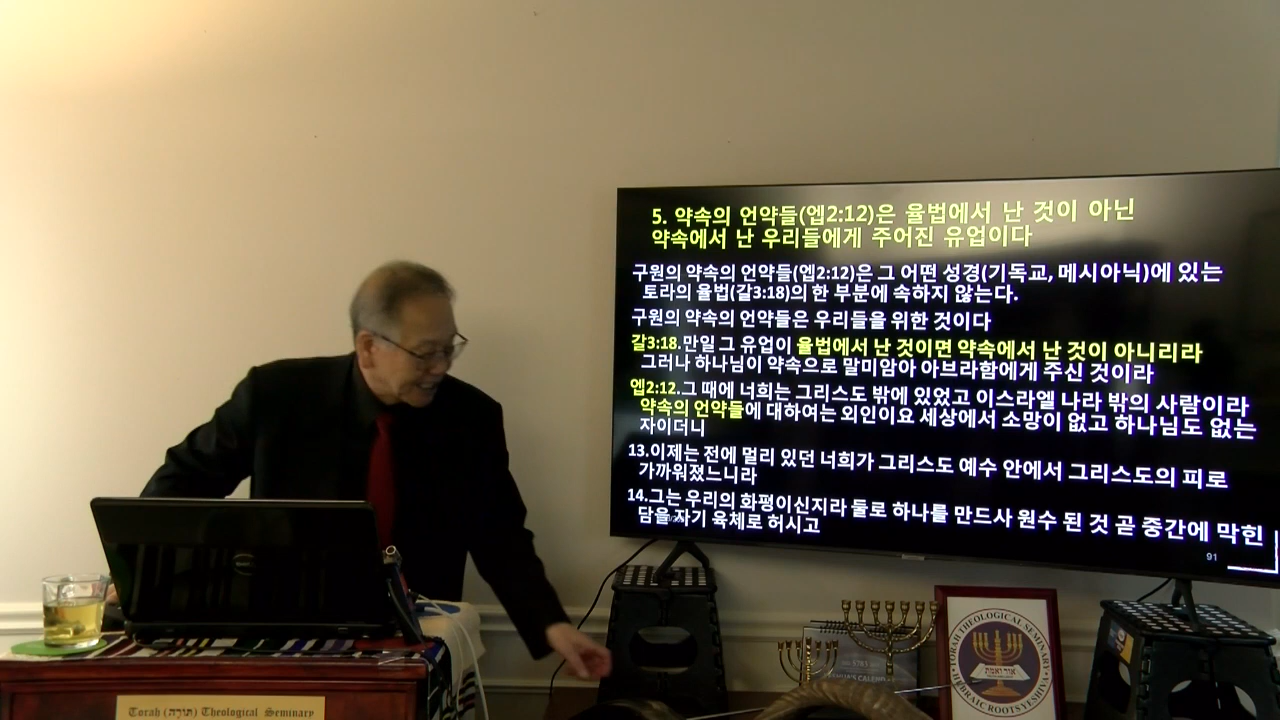 5. 약속의 언약들(엡2:12)은 율법에서 난 것이 아닌
약속에서 난 우리들에게 주어진 유업이다
구원의 약속의 언약들(엡2:12)은 그 어떤 성경(기독교, 메시아닉)에 있는
토라의 율법(갈3:18)의 한 부분에 속하지 않는다.
구원의 약속의 언약들은 우리들을 위한 것이다
갈3:18.만일 그 유업이 율법에서 난 것이면 약속에서 난 것이 아니리라
그러나 하나님이 약속으로 말미암아 아브라함에게 주신 것이라
엡2:12.그 때에 너희는 그리스도 밖에 있었고 이스라엘 나라 밖의 사람이라
약속의 언약들에 대하여는 외인이요 세상에서 소망이 없고 하나님도 없는
자이더니
13.이제는 전에 멀리 있던 너희가 그리스도 예수 안에서 그리스도의 피로
가까워졌느니라
14.그는 우리의 화평이신지라 둘로 하나를 만드사 원수 된 것 곧 중간에 막힌
담을 자기 육체로 허시고
91
DELL
TORAH THEOLOGICAL SEMINARY
אור ואמת
HEBRAIC ROOTS YESHIVA
Torah (תורה) Theological Seminary